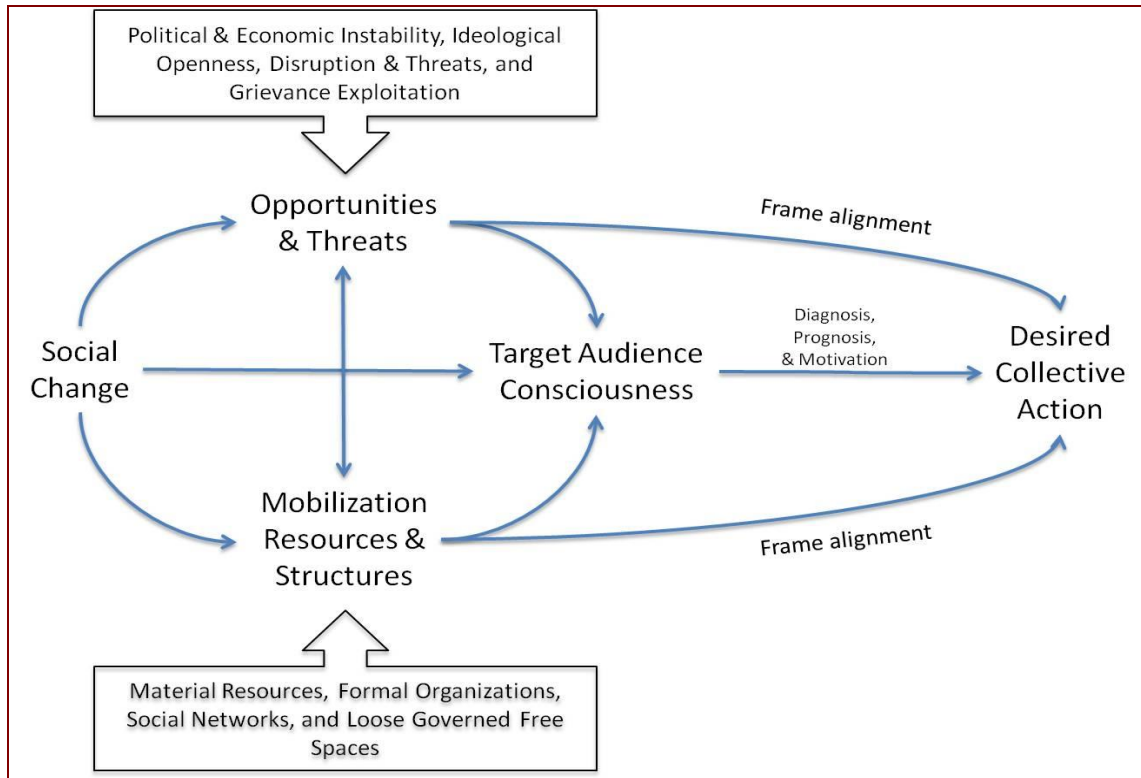 Political & Economic Instability, Ideological
Openness, Disruption & Threats, and
Grievance Exploitation
Opportunities
& Threats
Frame alignment
Social
Change
Target Audience
Consciousness
Diagnosis,
Prognosis,
& Motivation
Desired
Collective
Action
Mobilization
Resources &
Structures
Frame alignment
Material Resources, Formal Organizations,
Social Networks, and Loose Governed Free
Spaces